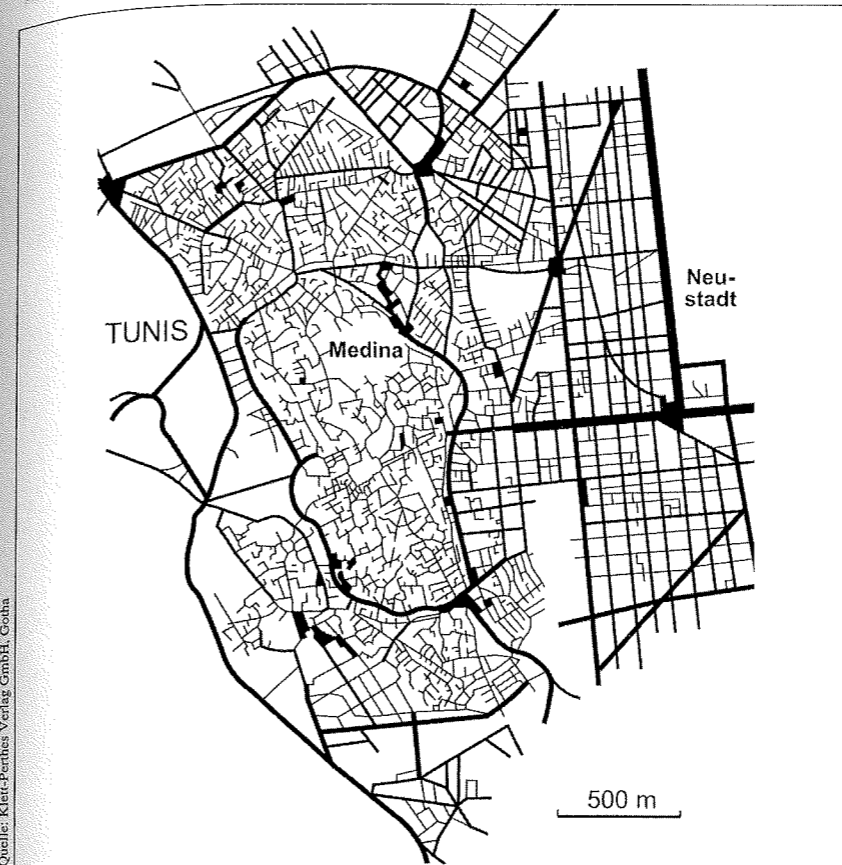 TUNIS
Medina
Neu-
stadt
500 m
Quelle: Klett-Perthes Verlag GmbH, Gotha